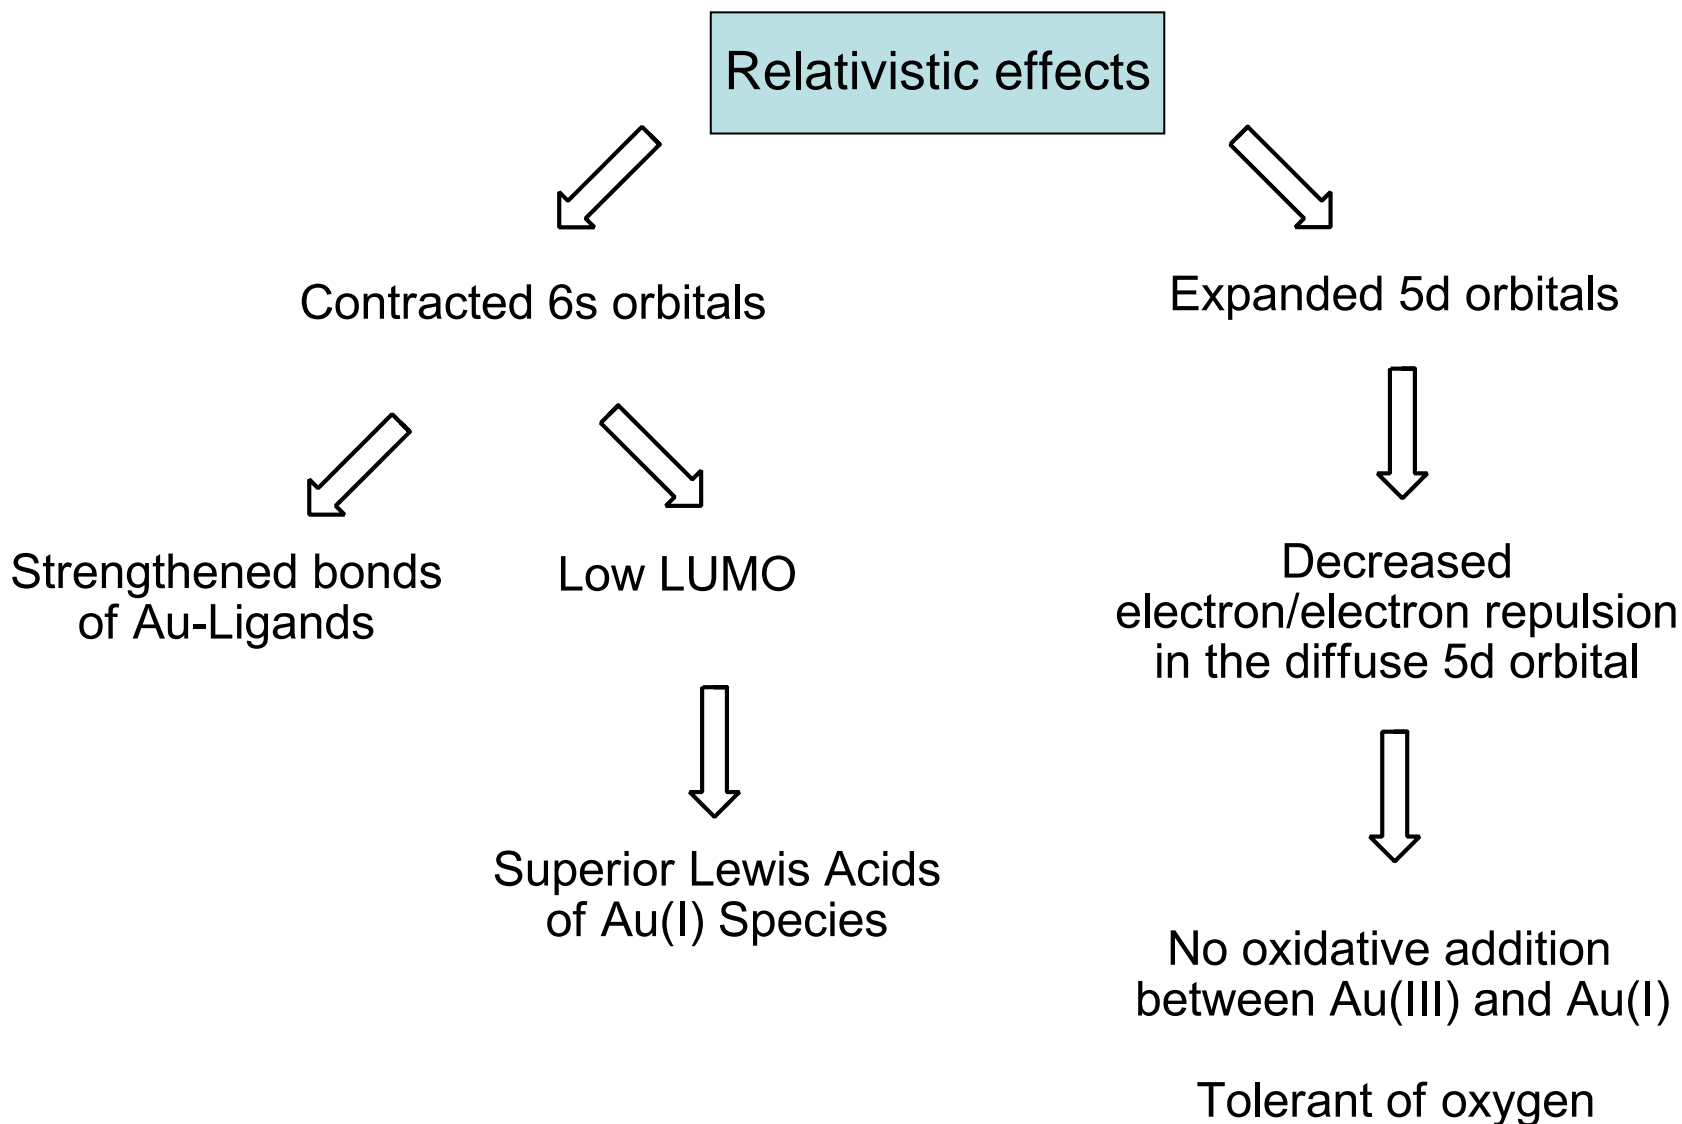 Relativistic effects
Contracted 6s orbitals
Expanded 5d orbitals
Strengthened bonds
of Au-Ligands
Low LUMO
Decreased
electron/electron repulsion
in the diffuse 5d orbital
Superior Lewis Acids
of Au(I) Species
No oxidative addition
between Au(III) and Au(I)
Tolerant of oxygen